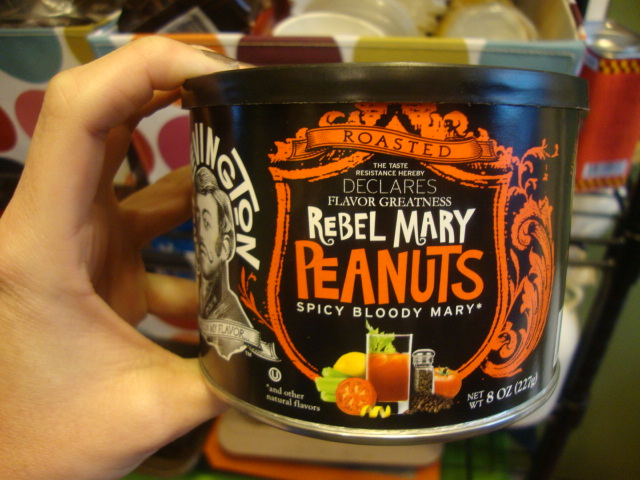 ROASTED
THE TASTE
RESISTANCE HEREBY
DECLARES
FLAVOR GREATNESS
REBEL MARY
PEANUTS
SPICY BLOODY MARY*
NET
WT 8 OZ (227g)
U
*and other
natural flavors
FLAVOR